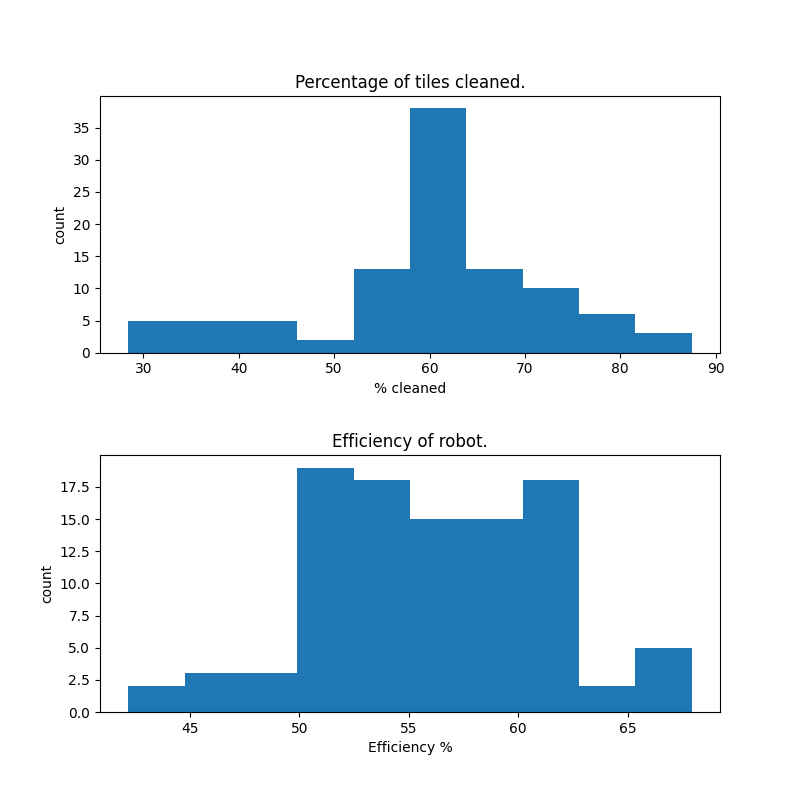 Percentage of tiles cleaned.
35
30
25
20
15
10
5
0
count
30 40 50 60 70 80 90
% cleaned
Efficiency of robot.
17.5
15.0
12.5
10.0
7.5
5.0
2.5
0.0
count
45 50 55 60 65
Efficiency %